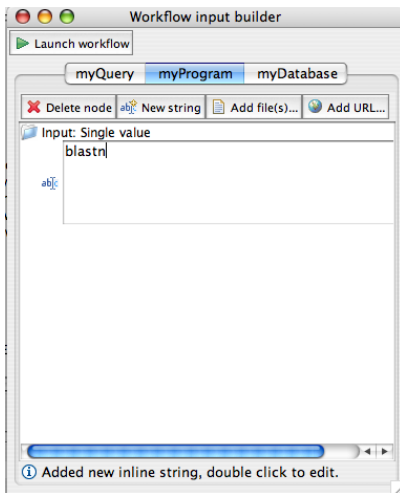 Workflow input builder
Launch workflow
myQuery myProgram myDatabase
Delete node New string Add file(s)... Add URL...
Input: Single value
blastn
Added new inline string, double click to edit.